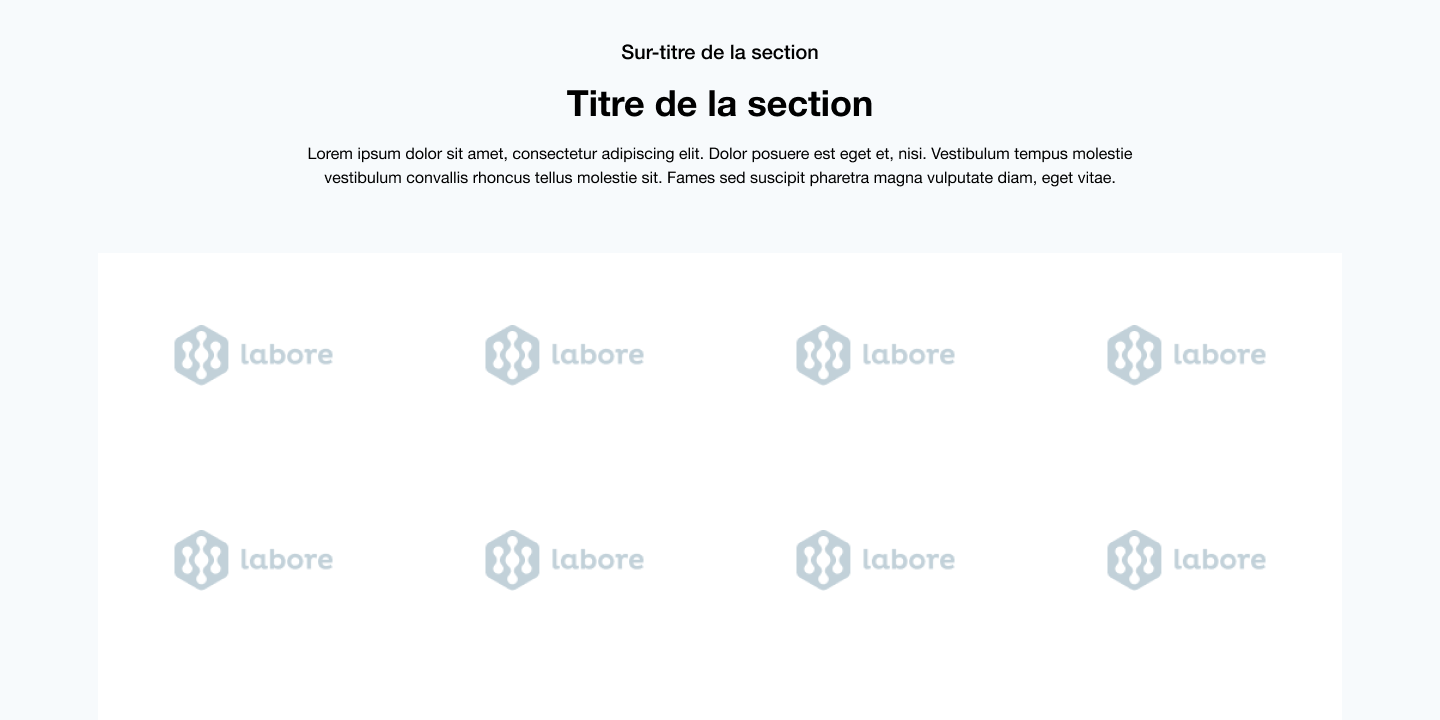 Sur-titre de la section
Titre de la section
Lorem ipsum dolor sit amet, consectetur adipiscing elit. Dolor posuere est eget et, nisi. Vestibulum tempus molestie
vestibulum convallis rhoncus tellus molestie sit. Fames sed suscipit pharetra magna vulputate diam, eget vitae.
labore labore labore labore
labore labore labore labore